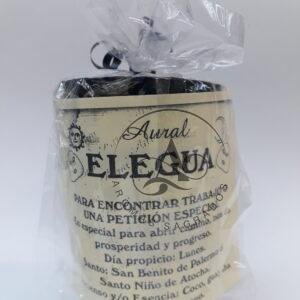 Aural
ELEGUA
PARA ENCONTRAR TRABAJO
UNA PETICIÓN ESPECIAL
Es especial para abrir
prosperidad y progreso.
Día propicio: Lunes.
Santo: San Benito de Palermo
Santo Niño de Atocha.
y/o Esencia: Coco,
SAGRADOS